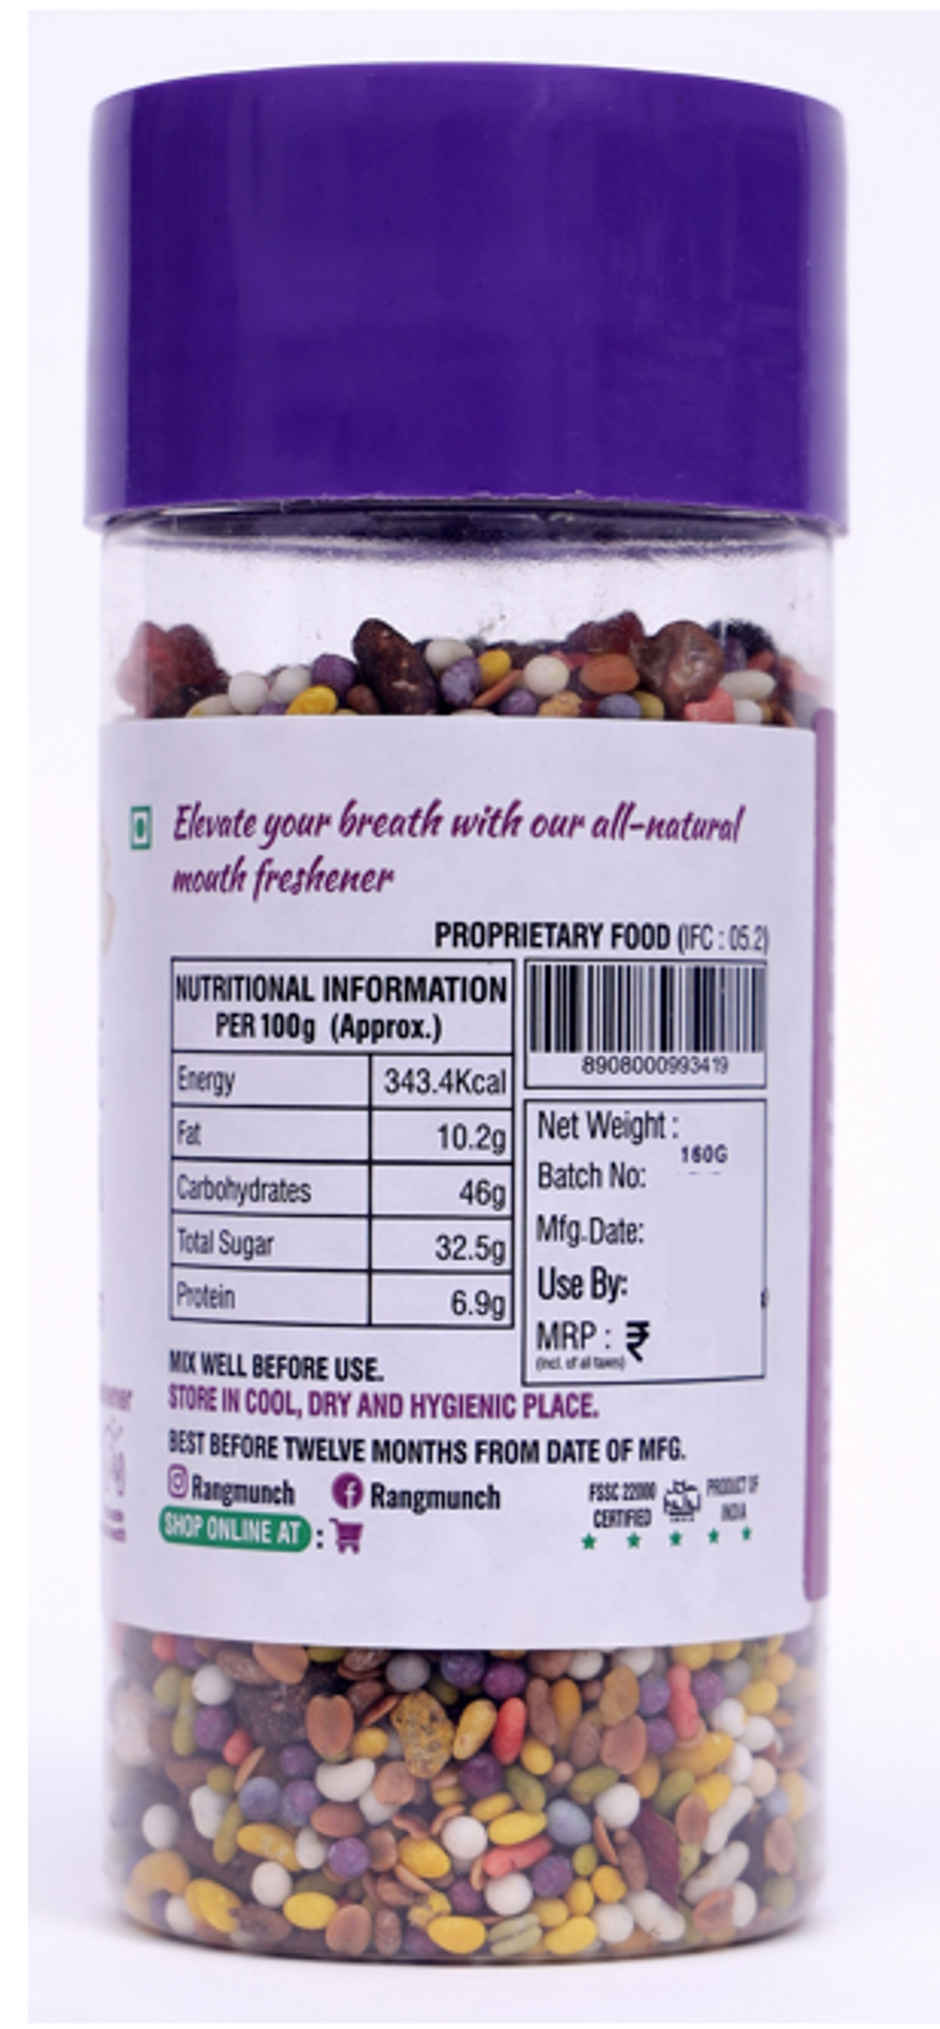 Elevate your breath with our all-natural
mouth freshener
PROPRIETARY FOOD (IFC : 05.2)
NUTRITIONAL INFORMATION
PER 100g (Approx.)
Energy 343.4Kcal
Fat 10.2g
Carbohydrates 46g
Total Sugar 32.5g
Protein 6.9g
8908000993419
Net Weight :
160G
Batch No:
Mfg.Date:
Use By:
MRP : ₹
(incl. of all taxes)
MIX WELL BEFORE USE.
STORE IN COOL, DRY AND HYGIENIC PLACE.
BEST BEFORE TWELVE MONTHS FROM DATE OF MFG.
Rangmunch Rangmunch
SHOP ONLINE AT :
FSSC 22000
CERTIFIED
PRODUCT OF
INDIA